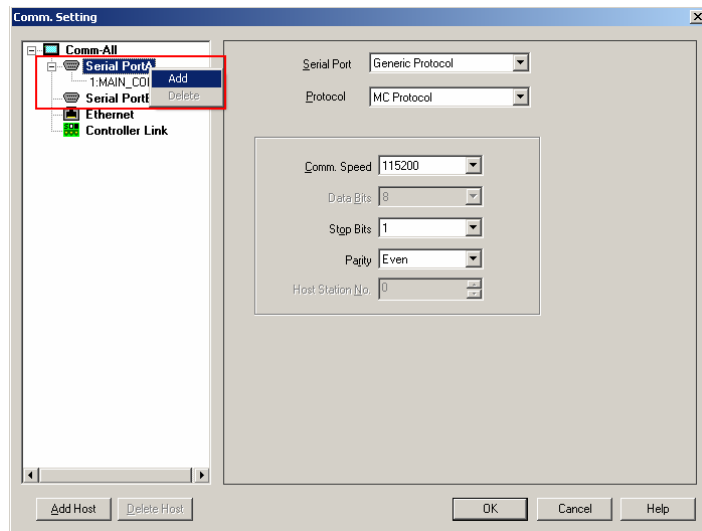 Comm. Setting
Comm-All
Serial PortA
1:MAIN_CO
Add
Delete
Serial Port
Ethernet
Controller Link
Serial Port Generic Protocol
Protocol MC Protocol
Comm. Speed 115200
Data Bits 8
Stop Bits 1
Parity Even
Host Station No. 0
Add Host Delete Host OK Cancel Help